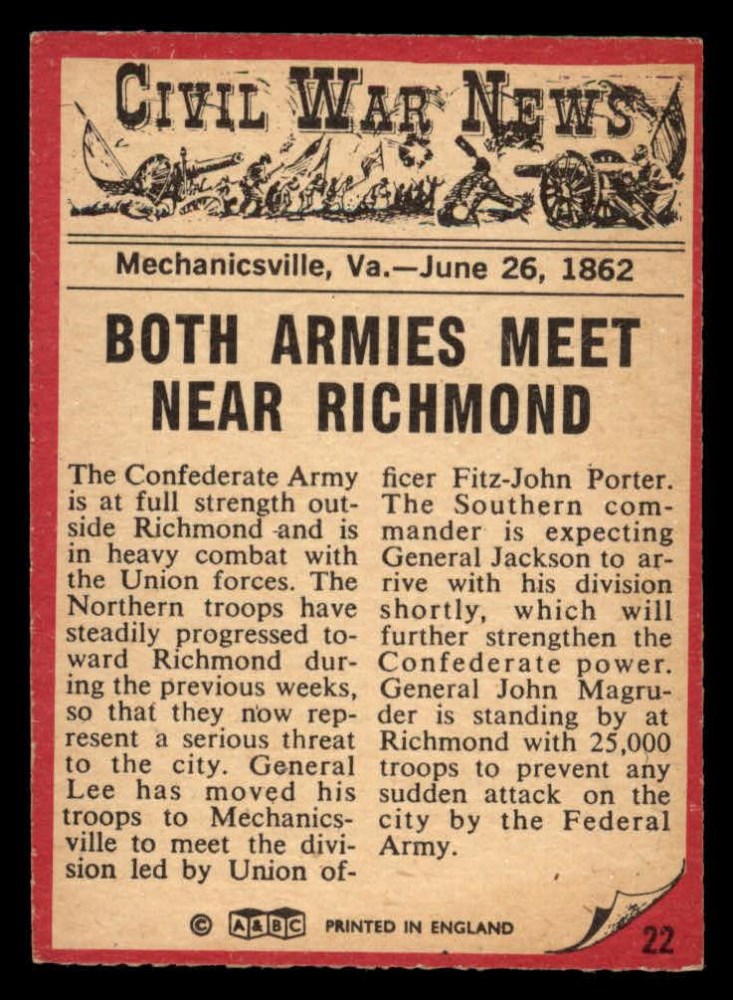 CIVIL WAR NEWS
Mechanicsville, Va.—June 26, 1862
BOTH ARMIES MEET
NEAR RICHMOND
The Confederate Army
is at full strength out-
side Richmond and is
in heavy combat with
the Union forces. The
Northern troops have
steadily progressed to-
ward Richmond dur-
ing the previous weeks,
so that they now rep-
resent a serious threat
to the city. General
Lee has moved his
troops to Mechanics-
ville to meet the divi-
sion led by Union of-
ficer Fitz-John Porter.
The Southern com-
mander is expecting
General Jackson to ar-
rive with his division
shortly, which will
further strengthen the
Confederate power.
General John Magru-
der is standing by at
Richmond with 25,000
troops to prevent any
sudden attack on the
city by the Federal
Army.
© A&BC PRINTED IN ENGLAND
22